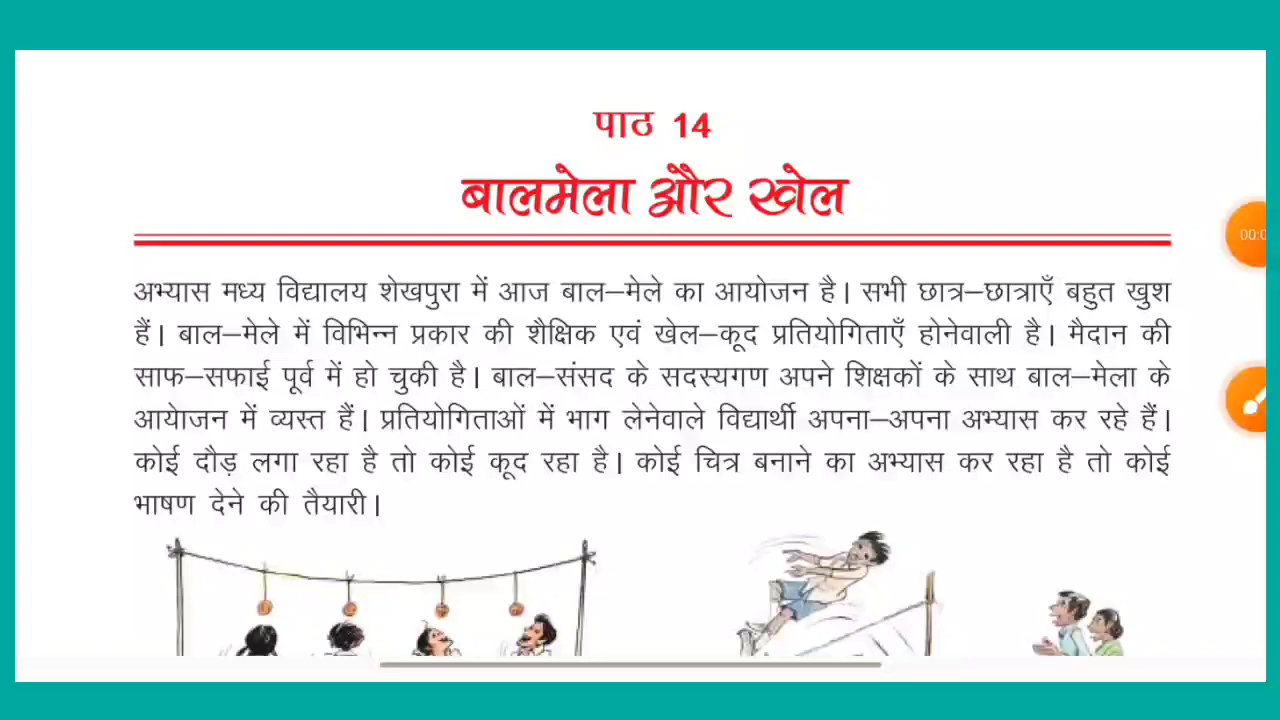 पाठ 14
बालमेला और खेल
अभ्यास मध्य विद्यालय शेखपुरा में आज बाल–मेले का आयोजन है। सभी छात्र–छात्राएँ बहुत खुश
हैं। बाल–मेले में विभिन्न प्रकार की शैक्षिक एवं खेल–कूद प्रतियोगिताएँ होनेवाली है। मैदान की
साफ–सफाई पूर्व में हो चुकी है। बाल–संसद के सदस्यगण अपने शिक्षकों के साथ बाल–मेला के
आयेाजन में व्यस्त हैं। प्रतियोगिताओं में भाग लेनेवाले विद्यार्थी अपना–अपना अभ्यास कर रहे हैं।
कोई दौड़ लगा रहा है तो कोई कूद रहा है। कोई चित्र बनाने का अभ्यास कर रहा है तो कोई
भाषण देने की तैयारी।